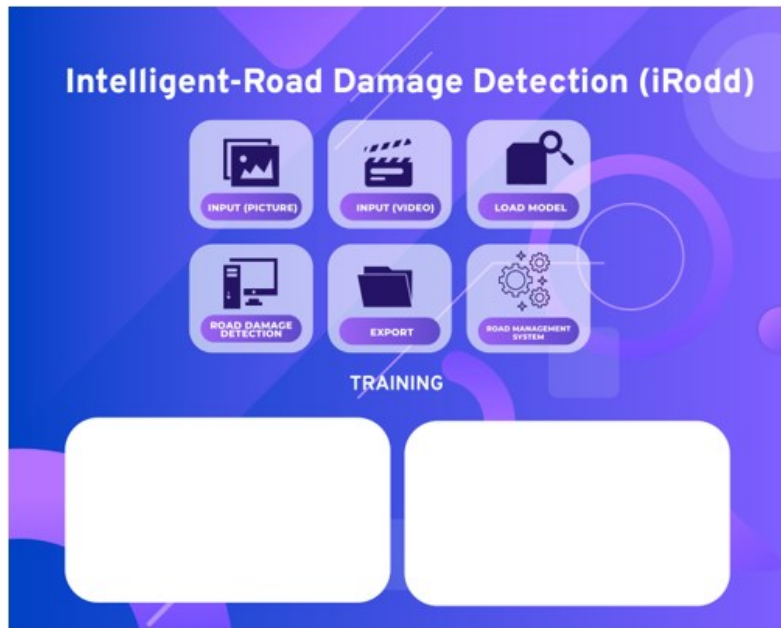 Intelligent-Road Damage Detection (iRodd)
INPUT (PICTURE)
INPUT (VIDEO)
LOAD MODEL
ROAD DAMAGE
DETECTION
EXPORT
ROAD MANAGEMENT
SYSTEM
TRAINING